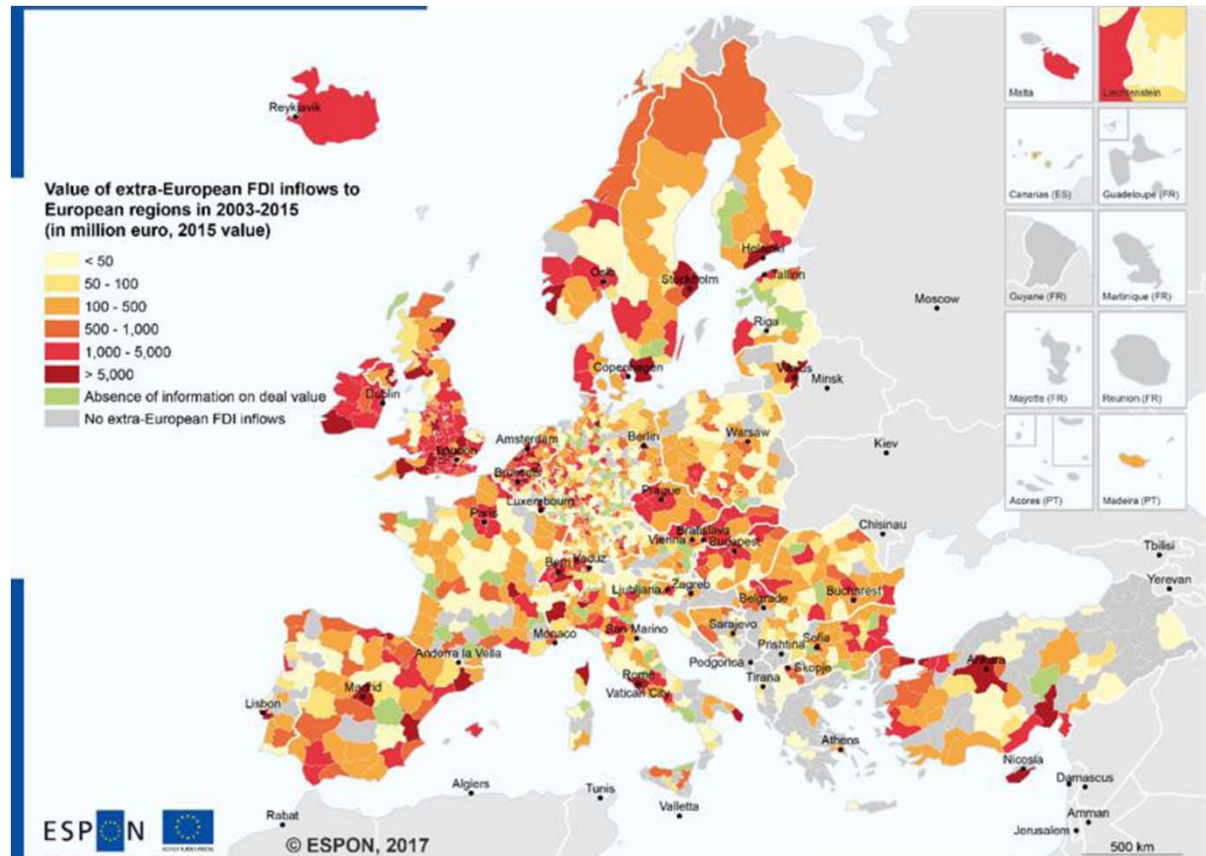 Reykjavik
Value of extra-European FDI inflows to
European regions in 2003-2015
(in million euro, 2015 value)
< 50
50 - 100
100 - 500
500 - 1,000
1,000 - 5,000
> 5,000
Absence of information on deal value
No extra-European FDI inflows
Malta
Liechtenstein
Canarias (ES)
Guadeloupe (FR)
Guyane (FR)
Martinique (FR)
Mayotte (FR)
Reunion (FR)
Acores (PT)
Madeira (PT)
Oslo
Helsinki
Stockholm
Tallinn
Moscow
Riga
Copenhagen
Vilnius
Minsk
Dublin
Amsterdam
Berlin
Warsaw
London
Brussels
Kiev
Luxembourg
Prague
Paris
Bratislava
Vienna
Budapest
Chisinau
Bern
Vaduz
Ljubljana
Zagreb
Tbilisi
Yerevan
Belgrade
Bucharest
San Marino
Sarajevo
Monaco
Prishtina
Sofia
Andorra la Vella
Podgorica
Skopje
Ankara
Rome
Tirana
Vatican City
Madrid
Lisbon
Athens
Nicosia
Algiers
Tunis
Damascus
Valletta
Rabat
Amman
Jerusalem
ESPON
© ESPON, 2017
500 km